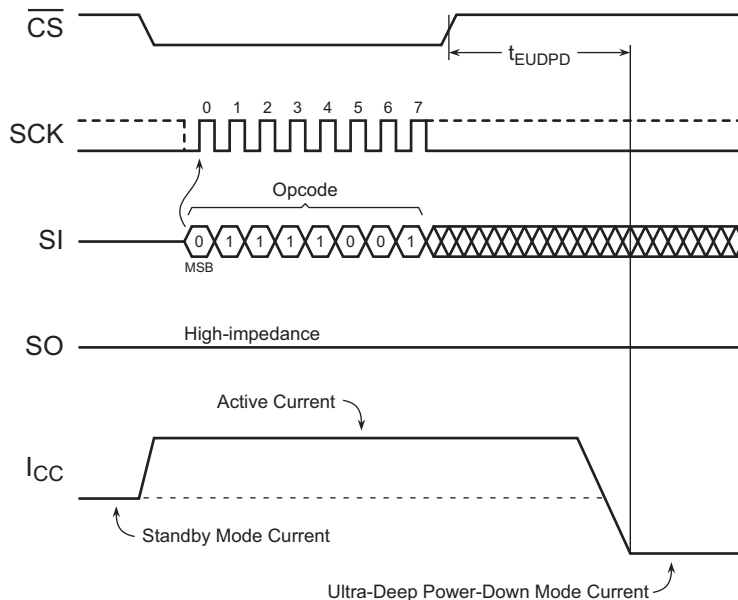 CS
tEUDPD
0 1 2 3 4 5 6 7
SCK
Opcode
SI
0 1 1 1 1 0 0 1
MSB
High-impedance
SO
Active Current
ICC
Standby Mode Current
Ultra-Deep Power-Down Mode Current